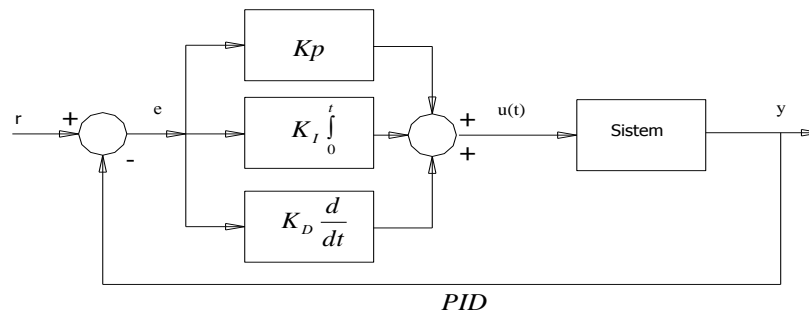 Kp
r
+
e
-
K_I ∫_0^t
+
+
u(t)
Sistem
y
K_D d/dt
PID